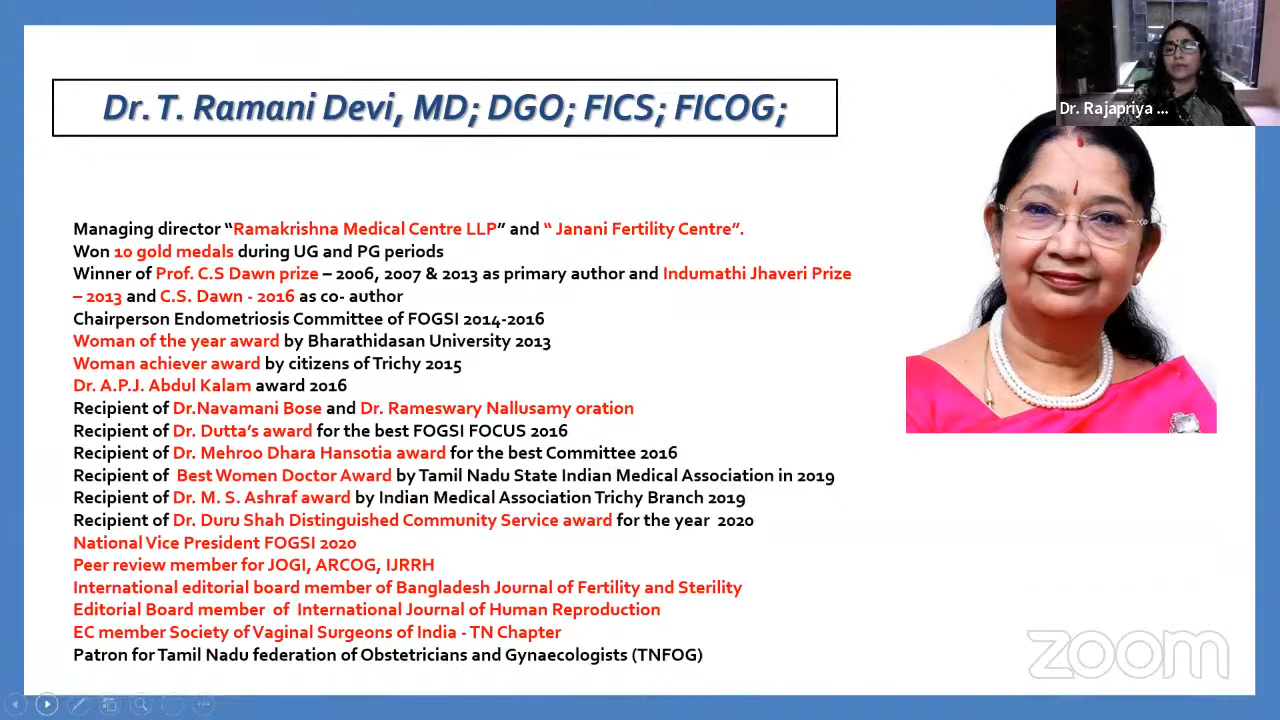 Dr. T. Ramani Devi, MD; DGO; FICS; FICOG;
Dr. Rajapriya ...
Managing director “Ramakrishna Medical Centre LLP” and “ Janani Fertility Centre”.
Won 10 gold medals during UG and PG periods
Winner of Prof. C.S Dawn prize – 2006, 2007 & 2013 as primary author and Indumathi Jhaveri Prize
– 2013 and C.S. Dawn - 2016 as co- author
Chairperson Endometriosis Committee of FOGSI 2014-2016
Woman of the year award by Bharathidasan University 2013
Woman achiever award by citizens of Trichy 2015
Dr. A.P.J. Abdul Kalam award 2016
Recipient of Dr.Navamani Bose and Dr. Rameswary Nallusamy oration
Recipient of Dr. Dutta’s award for the best FOGSI FOCUS 2016
Recipient of Dr. Mehroo Dhara Hansotia award for the best Committee 2016
Recipient of  Best Women Doctor Award by Tamil Nadu State Indian Medical Association in 2019
Recipient of Dr. M. S. Ashraf award by Indian Medical Association Trichy Branch 2019
Recipient of Dr. Duru Shah Distinguished Community Service award for the year  2020
National Vice President FOGSI 2020
Peer review member for JOGI, ARCOG, IJRRH
International editorial board member of Bangladesh Journal of Fertility and Sterility
Editorial Board member  of  International Journal of Human Reproduction
EC member Society of Vaginal Surgeons of India - TN Chapter
Patron for Tamil Nadu federation of Obstetricians and Gynaecologists (TNFOG)
zoom